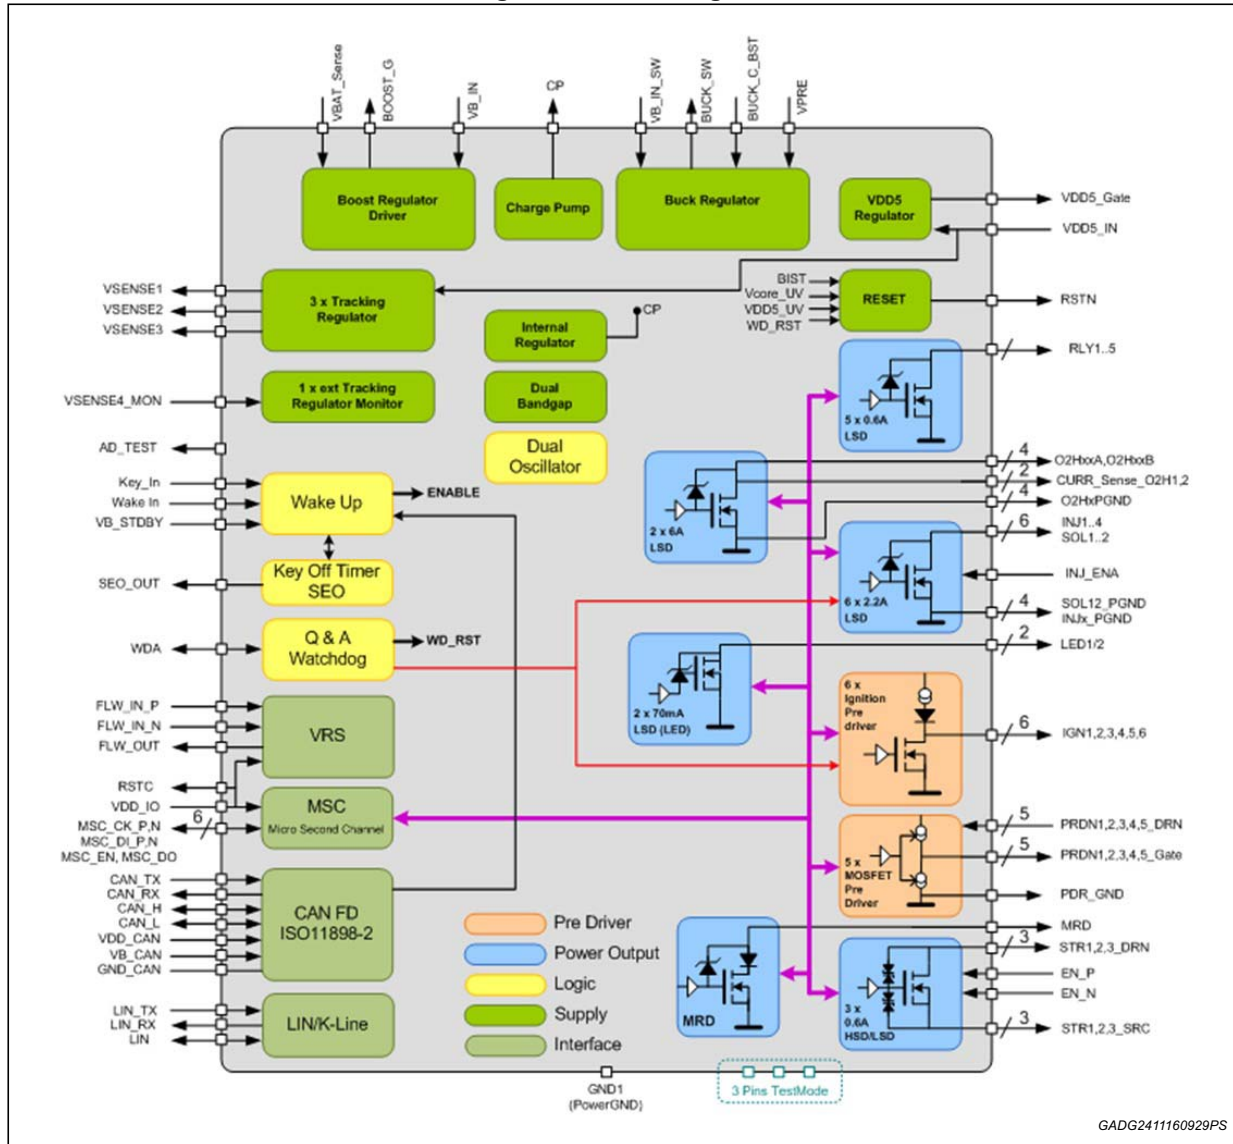 VBAT_Sense
BOOST_G
VB_IN
CP
VB_IN_SW
BUCK_SW
BUCK_C_BST
VPRE
Boost Regulator
Driver
Charge Pump
Buck Regulator
VDD5
Regulator
VDD5_Gate
VDD5_IN
VSENSE1
VSENSE2
VSENSE3
3 x Tracking
Regulator
Internal
Regulator
CP
BIST
Vcore_UV
VDD5_UV
WD_RST
RESET
RSTN
VSENSE4_MON
1 x ext Tracking
Regulator Monitor
Dual
Bandgap
5 x 0.6A
LSD
RLY1..5
AD_TEST
Dual
Oscillator
Key_In
Wake In
VB_STDBY
Wake Up
ENABLE
2 x 6A
LSD
4
O2HxxA,O2HxxB
2
CURR_Sense_O2H1,2
4
O2HxPGND
SEO_OUT
Key Off Timer
SEO
6 x 2.2A
LSD
6
INJ1..4
SOL1..2
INJ_ENA
4
SOL12_PGND
INJx_PGND
WDA
Q & A
Watchdog
WD_RST
2 x 70mA
LSD (LED)
2
LED1/2
FLW_IN_P
FLW_IN_N
FLW_OUT
VRS
6 x
Ignition
Pre
driver
6
IGN1,2,3,4,5,6
RSTC
VDD_IO
6
MSC_CK_P,N
MSC_DI_P,N
MSC_EN, MSC_DO
MSC
Micro Second Channel
5 x
MOSFET
Pre
Driver
5
PRDN1,2,3,4,5_DRN
5
PRDN1,2,3,4,5_Gate
PDR_GND
CAN_TX
CAN_RX
CAN_H
CAN_L
VDD_CAN
VB_CAN
GND_CAN
CAN FD
ISO11898-2
Pre Driver
Power Output
Logic
Supply
Interface
MRD
MRD
3 x
0.6A
HSD/LSD
3
STR1,2,3_DRN
EN_P
EN_N
3
STR1,2,3_SRC
LIN_TX
LIN_RX
LIN
LIN/K-Line
GND1
(PowerGND)
3 Pins TestMode
GADG2411160929PS